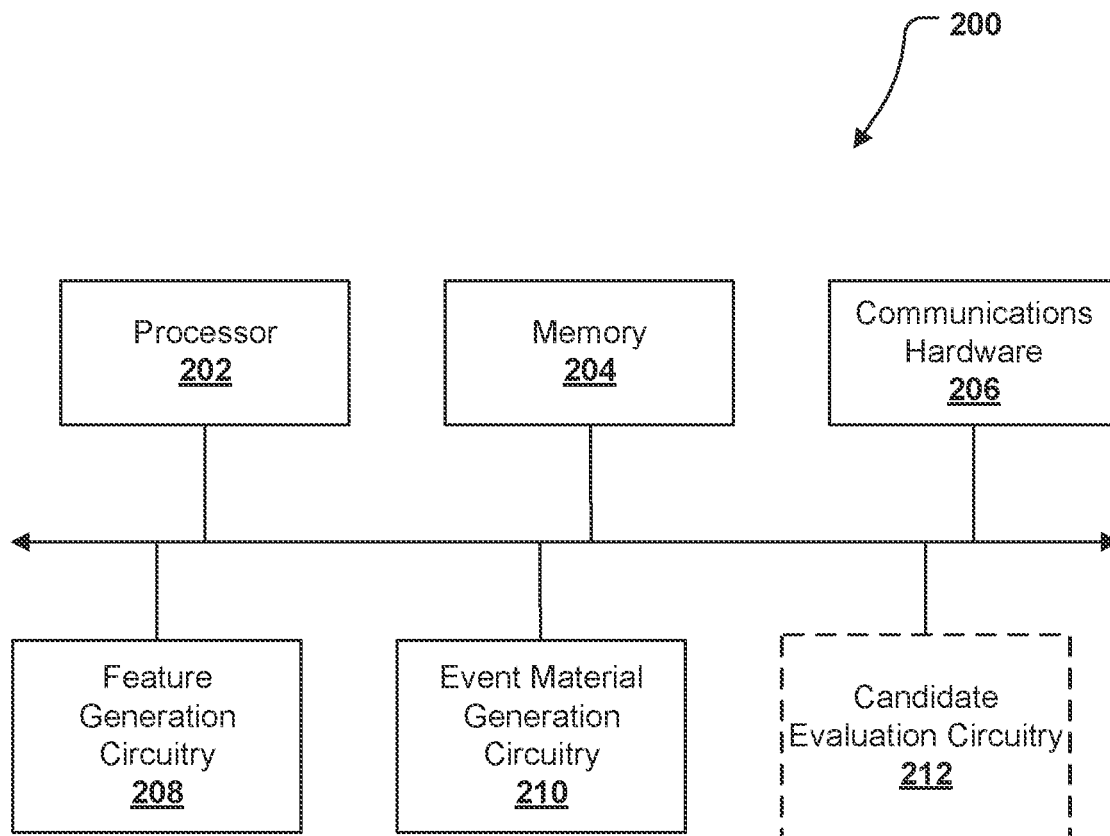 200
Processor
202
Memory
204
Communications
Hardware
206
Feature
Generation
Circuitry
208
Event Material
Generation
Circuitry
210
Candidate
Evaluation Circuitry
212